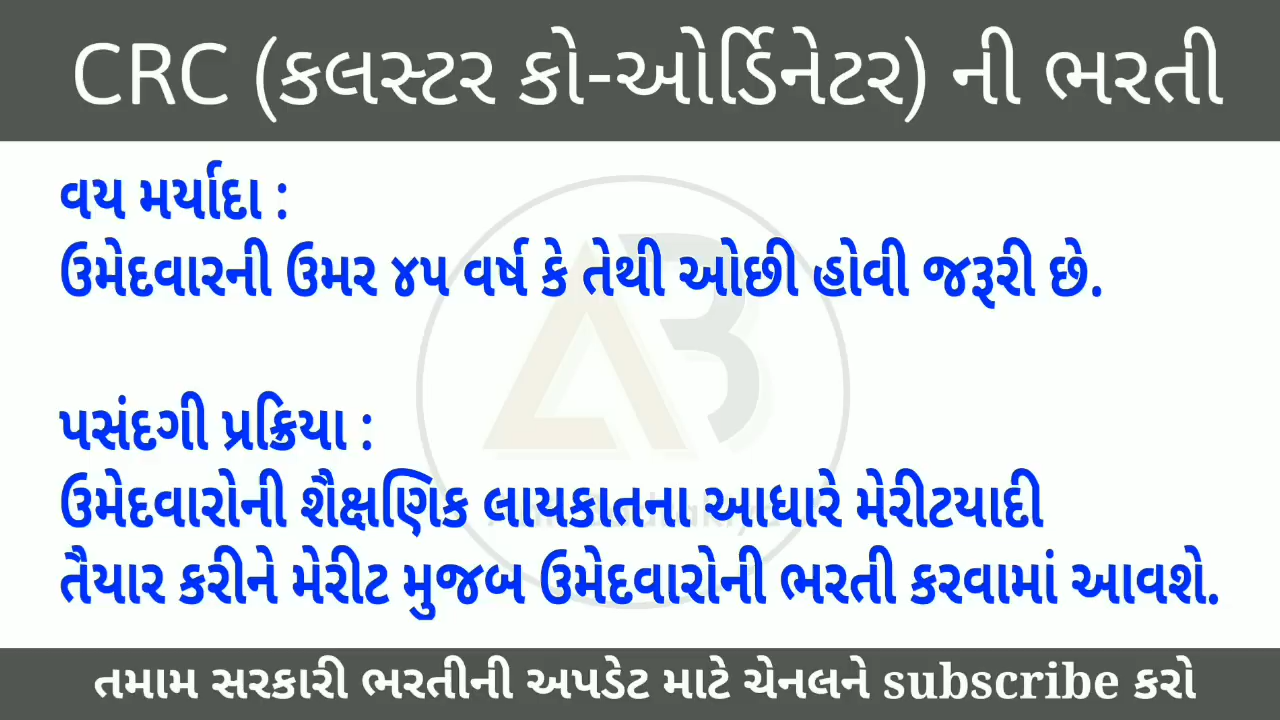 CRC (કલસ્ટર કો-ઓર્ડિનેટર) ની ભરતી
વય મર્યાદા :
ઉમેદવારની ઉમર ૪૫ વર્ષ કે તેથી ઓછી હોવી જરૂરી છે.
પસંદગી પ્રક્રિયા :
ઉમેદવારોની શૈક્ષણિક લાયકાતના આધારે મેરીટયાદી
તૈયાર કરીને મેરીટ મુજબ ઉમેદવારોની ભરતી કરવામાં આવશે.
તમામ સરકારી ભરતીની અપડેટ માટે ચેનલને subscribe કરો